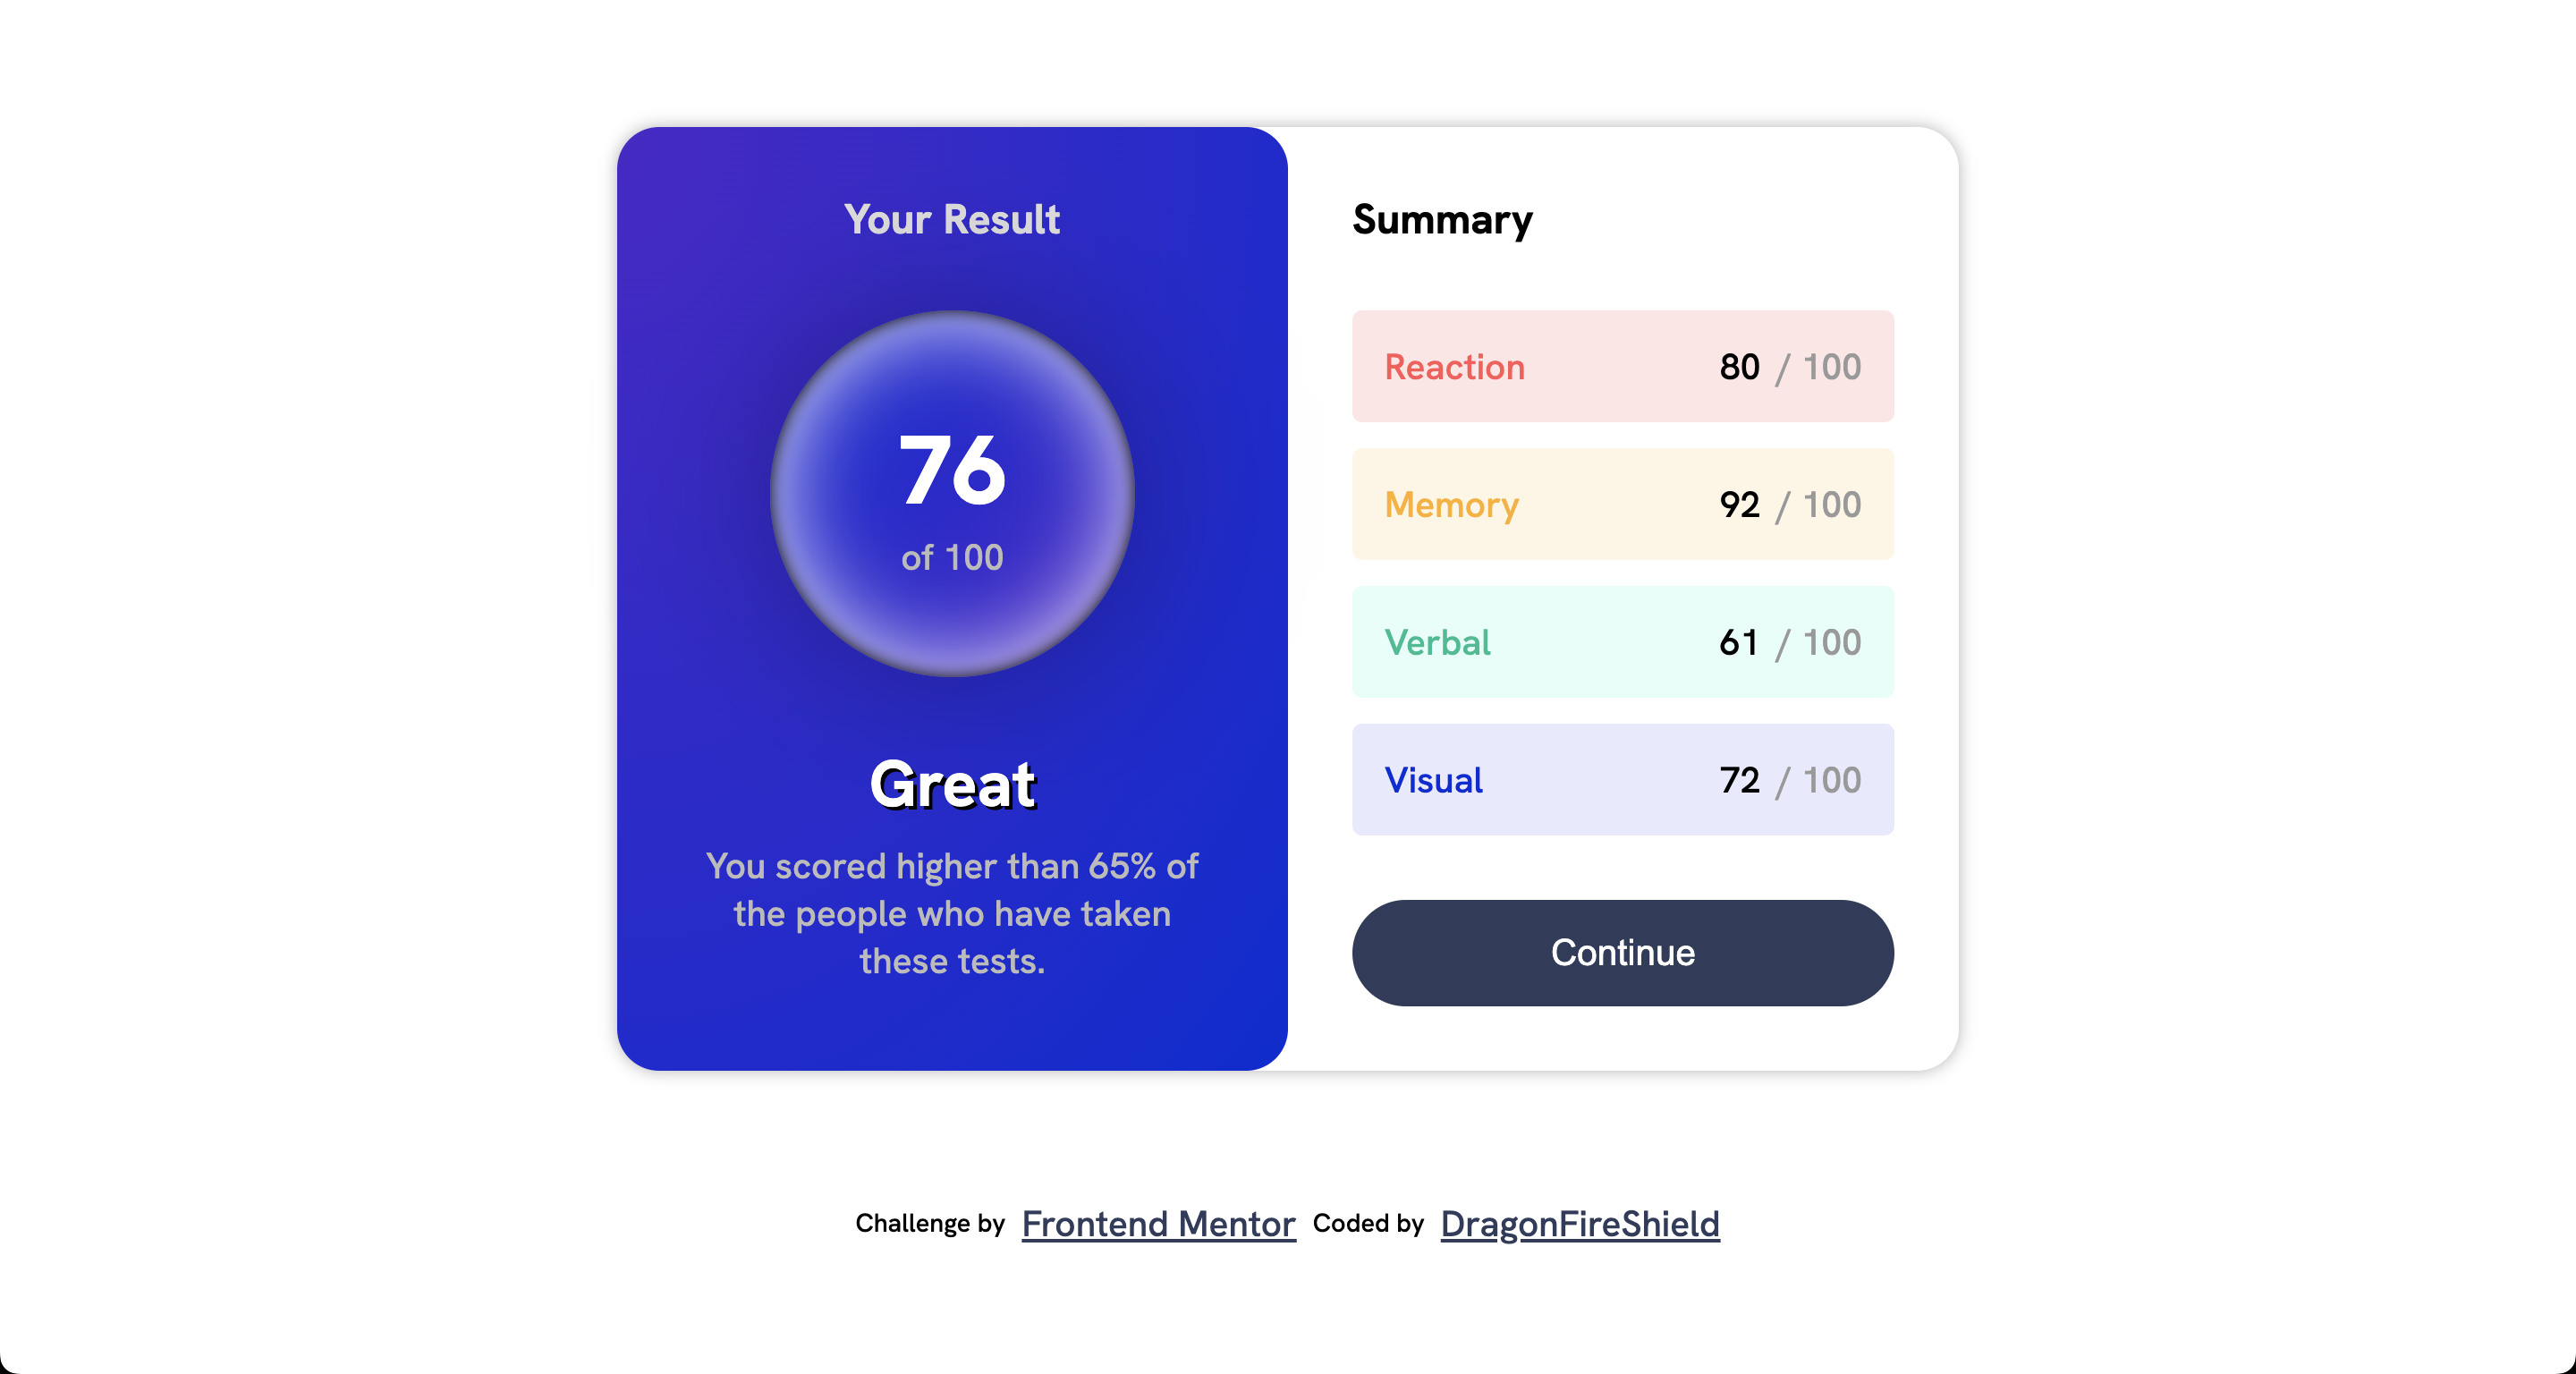 Your Result
76
of 100
Great
You scored higher than 65% of
the people who have taken
these tests.
Summary
Reaction 80 / 100
Memory 92 / 100
Verbal 61 / 100
Visual 72 / 100
Continue
Challenge by Frontend Mentor Coded by DragonFireShield